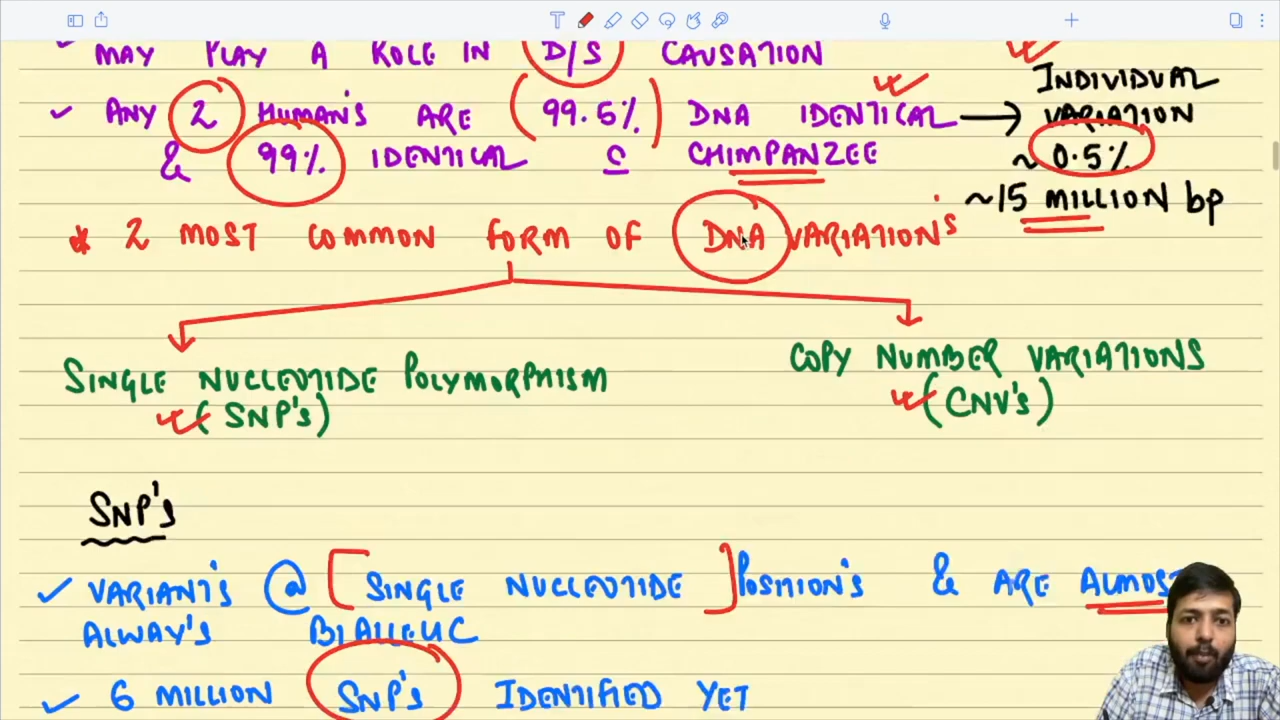 MAY PLAY A ROLE IN D/S CAUSATION
INDIVIDUAL
VARIATION
~ 0.5%
~15 MILLION bp
ANY 2 HUMAN'S ARE (99.5%) DNA IDENTICAL →
& 99% IDENTICAL c̄ CHIMPANZEE
* 2 MOST COMMON FORM OF DNA VARIATION'S
SINGLE NUCLEOTIDE POLYMORPHISM
(SNP's)
COPY NUMBER VARIATIONS
(CNV's)
SNP's
✓ VARIANT'S @ [SINGLE NUCLEOTIDE] POSITION'S & ARE ALMOST
ALWAY'S BIALLELIC
✓ 6 MILLION SNP's IDENTIFIED YET